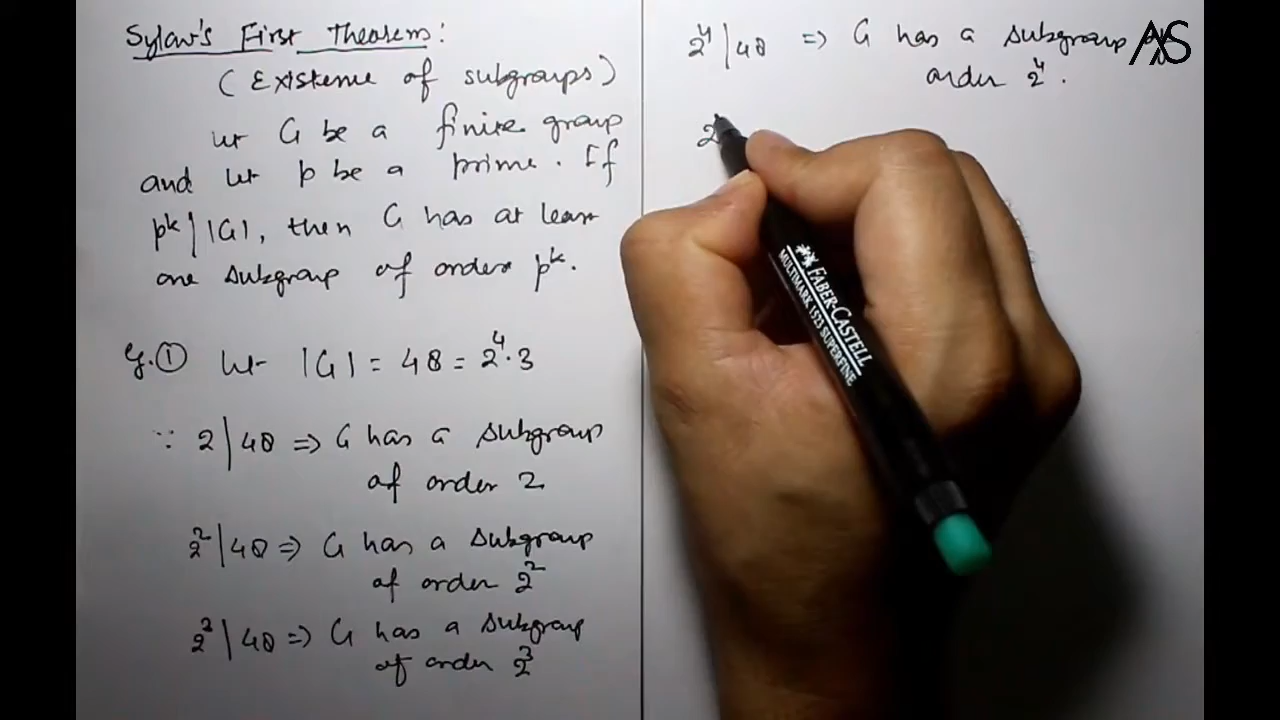 Sylow's First Theorem:
(Existence of subgroups)
Let G be a finite group
and let p be a prime. If
p^k | |G|, then G has at least
one subgroup of order p^k.
Eg. ① Let |G| = 48 = 2^4 · 3
∵ 2 | 48 ⇒ G has a subgroup
of order 2
2^2 | 48 ⇒ G has a subgroup
of order 2^2
2^3 | 48 ⇒ G has a subgroup
of order 2^3
2^4 | 48 ⇒ G has a subgroup of
order 2^4.
2
FABER-CASTELL
MULTIMARK 1523 SUPERFINE